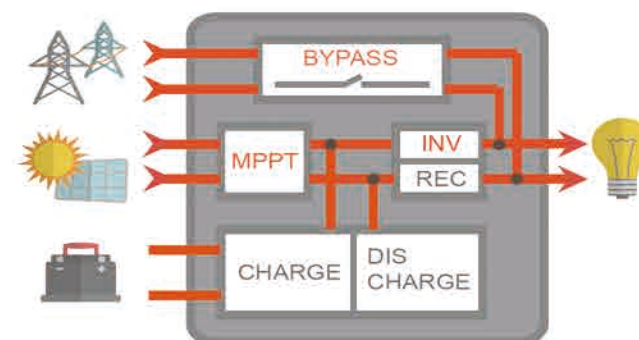 BYPASS
MPPT
INV
REC
CHARGE
DIS
CHARGE